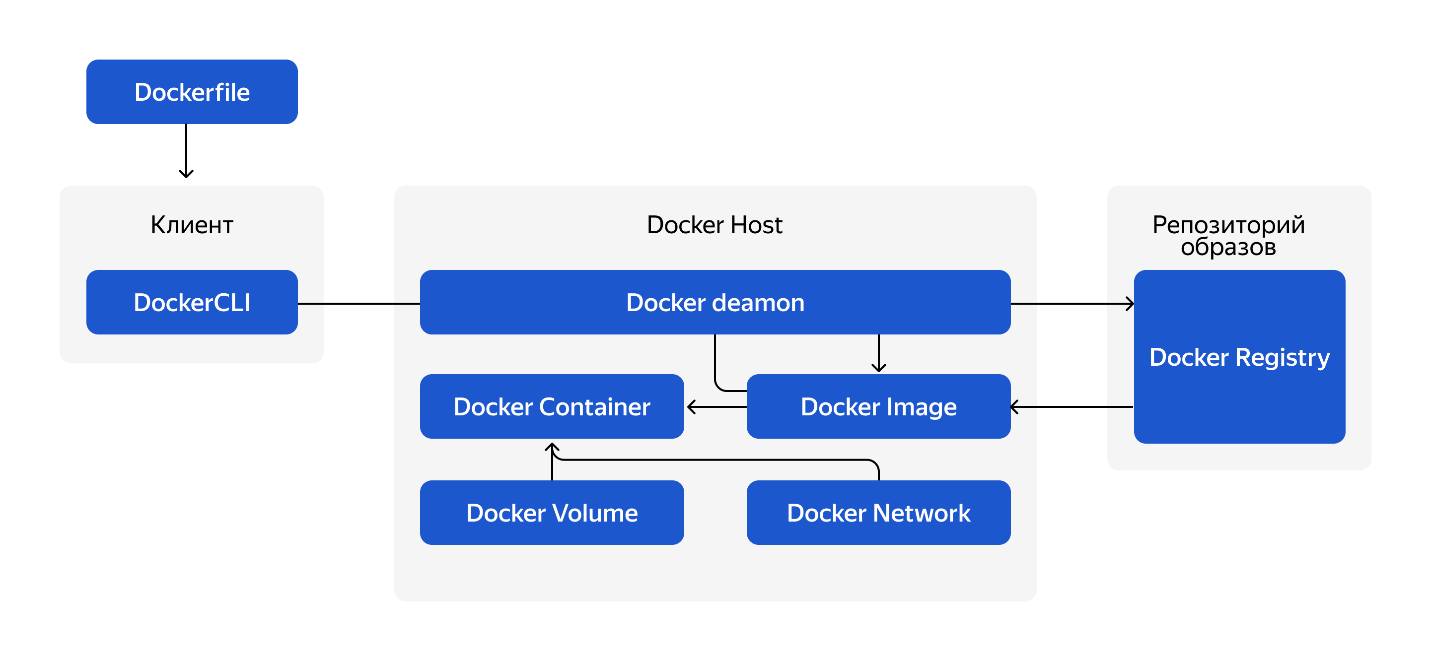 Dockerfile
Клиент
DockerCLI
Docker Host
Docker deamon
Docker Container
Docker Image
Docker Volume
Docker Network
Репозиторий
образов
Docker Registry